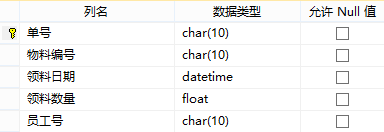 列名 数据类型 允许 Null 值
单号 char(10)
物料编号 char(10)
领料日期 datetime
领料数量 float
员工号 char(10)